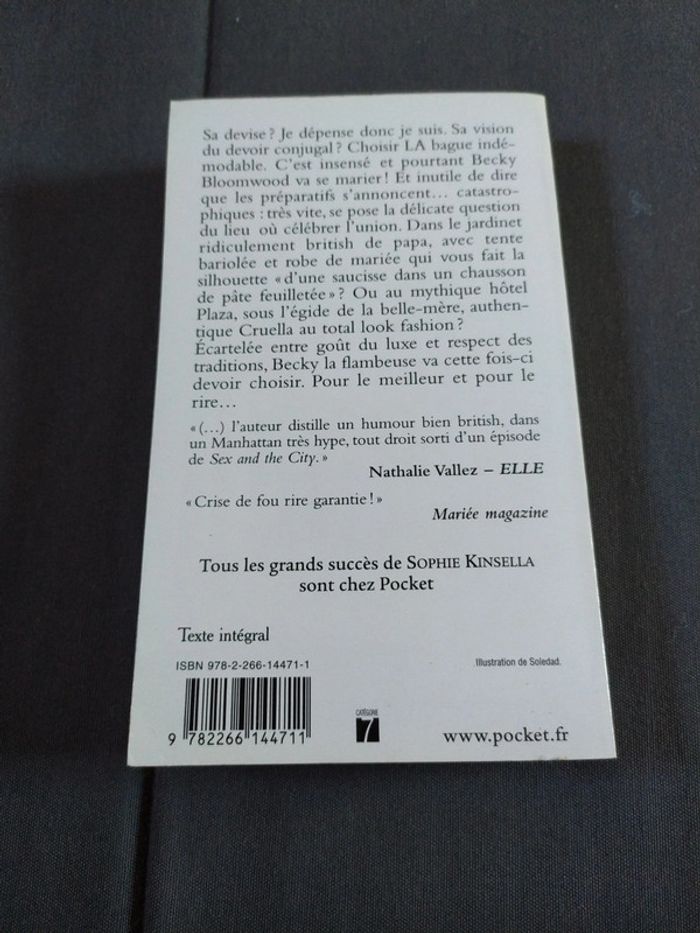 Sa devise ? Je dépense donc je suis. Sa vision
du devoir conjugal ? Choisir LA bague indé-
modable. C'est insensé et pourtant Becky
Bloomwood va se marier ! Et inutile de dire
que les préparatifs s'annoncent... catastro-
phiques : très vite, se pose la délicate question
du lieu où célébrer l'union. Dans le jardinet
ridiculement british de papa, avec tente
bariolée et robe de mariée qui vous fait la
silhouette « d'une saucisse dans un chausson
de pâte feuilletée » ? Ou au mythique hôtel
Plaza, sous l'égide de la belle-mère, authen-
tique Cruella au total look fashion ?
Écartelée entre goût du luxe et respect des
traditions, Becky la flambeuse va cette fois-ci
devoir choisir. Pour le meilleur et pour le
rire...
« (...) l'auteur distille un humour bien british, dans
un Manhattan très hype, tout droit sorti d'un épisode
de Sex and the City. »
Nathalie Vallez – ELLE
« Crise de fou rire garantie ! »
Mariée magazine
Tous les grands succès de SOPHIE KINSELLA
sont chez Pocket
Texte intégral
ISBN 978-2-266-14471-1
Illustration de Soledad.
CATÉGORIE
7
9 782266 144711
www.pocket.fr